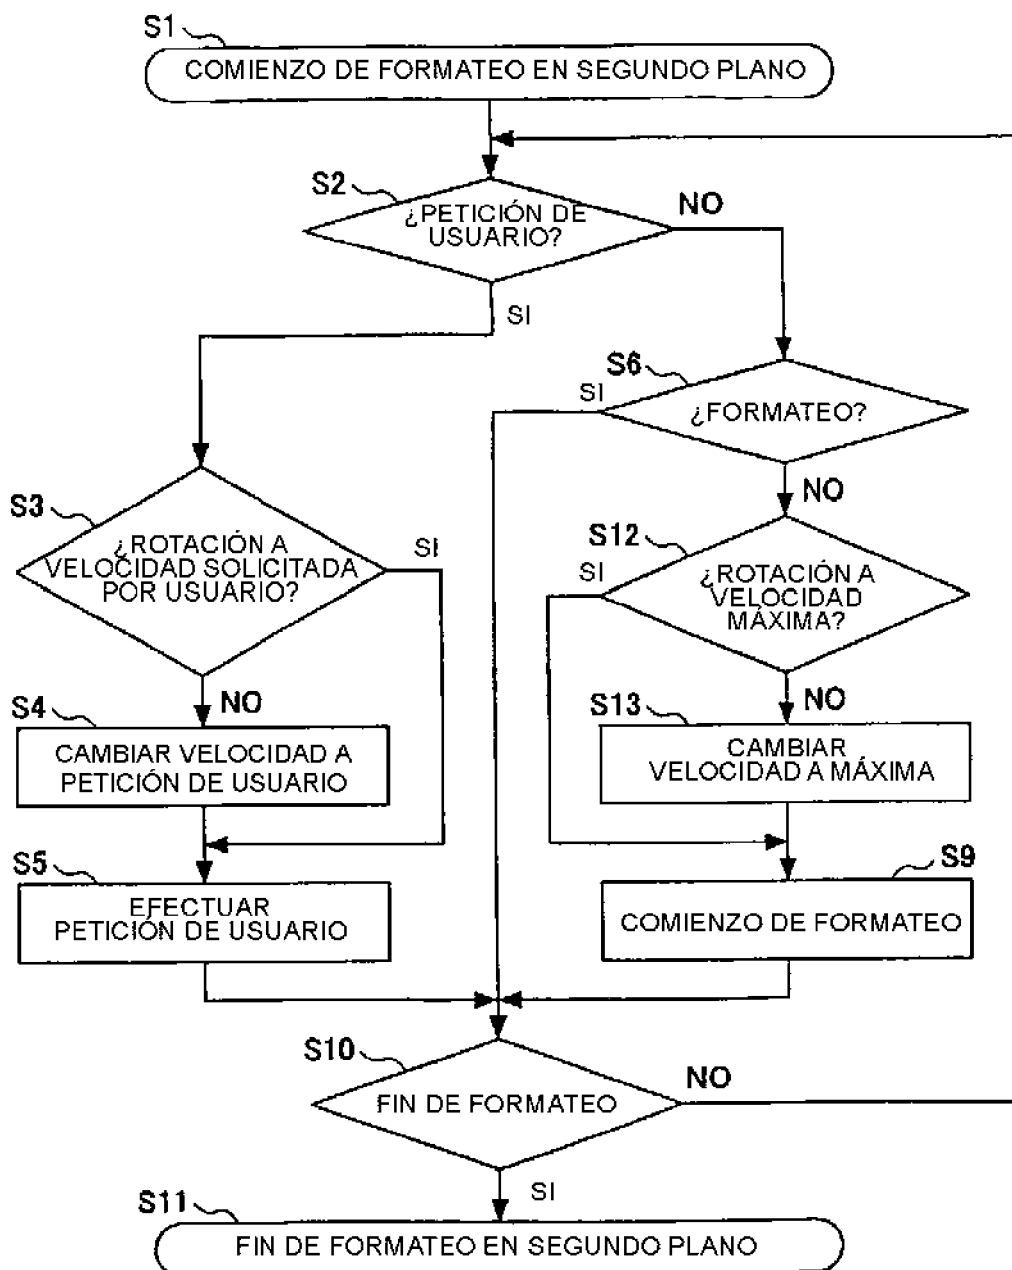 S1
COMIENZO DE FORMATEO EN SEGUNDO PLANO
S2
¿PETICIÓN DE
USUARIO?
NO
SI
S6
SI
¿FORMATEO?
NO
S3
¿ROTACIÓN A
VELOCIDAD SOLICITADA
POR USUARIO?
SI
NO
S12
SI
¿ROTACIÓN A
VELOCIDAD
MÁXIMA?
NO
S4
CAMBIAR VELOCIDAD A
PETICIÓN DE USUARIO
S13
CAMBIAR
VELOCIDAD A MÁXIMA
S5
EFECTUAR
PETICIÓN DE USUARIO
S9
COMIENZO DE FORMATEO
S10
FIN DE FORMATEO
NO
SI
S11
FIN DE FORMATEO EN SEGUNDO PLANO